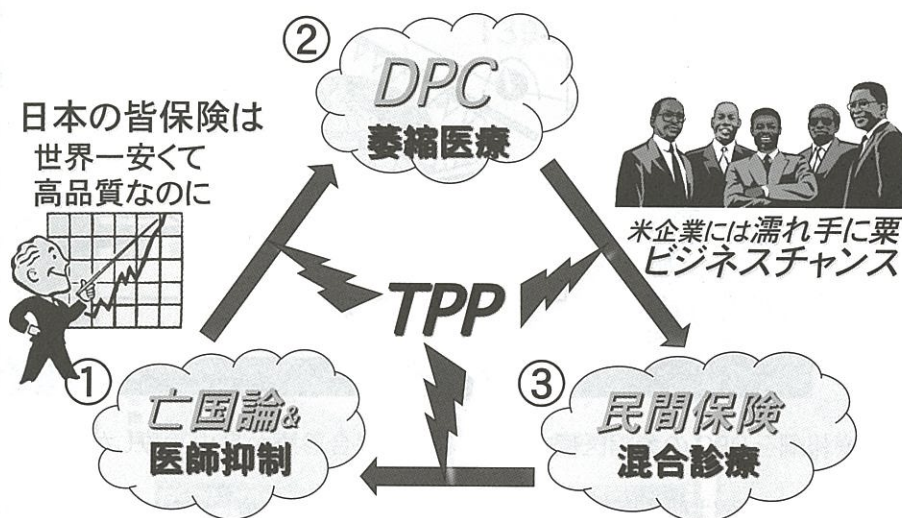 ②
DPC
萎縮医療
日本の皆保険は
世界一安くて
高品質なのに
米企業には濡れ手に粟
ビジネスチャンス
TPP
①
亡国論&
医師抑制
③
民間保険
混合診療